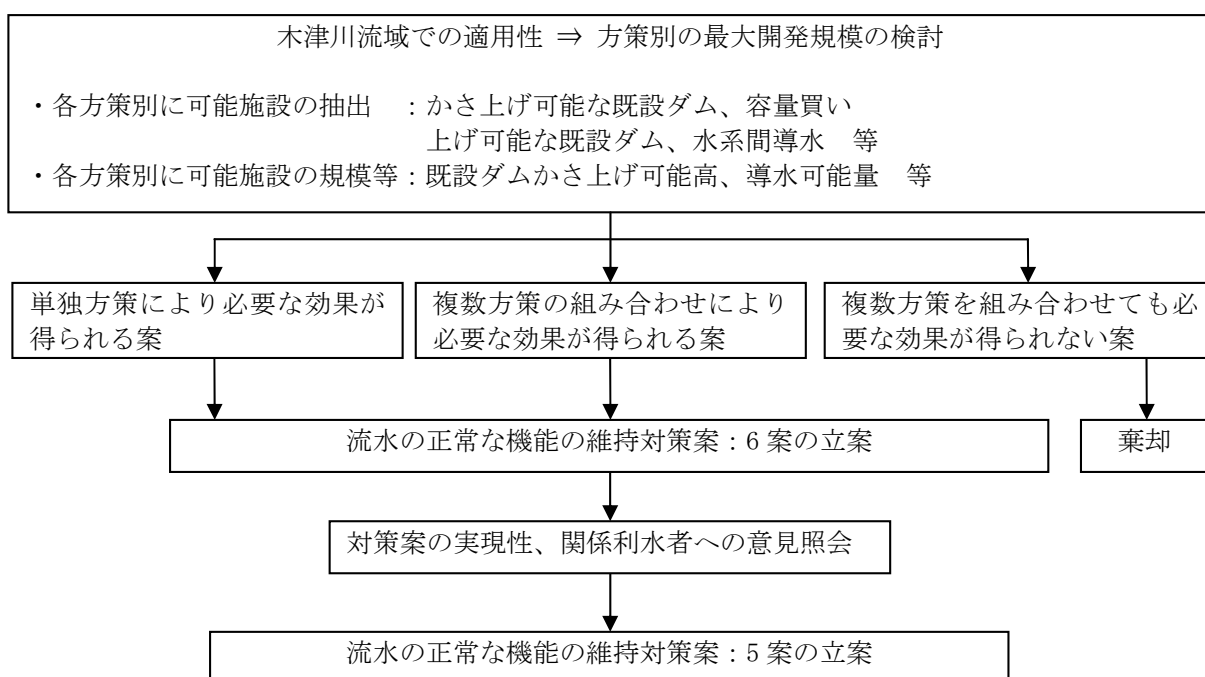 木津川流域での適用性 ⇒ 方策別の最大開発規模の検討
・各方策別に可能施設の抽出　：かさ上げ可能な既設ダム、容量買い
上げ可能な既設ダム、水系間導水　等
・各方策別に可能施設の規模等：既設ダムかさ上げ可能高、導水可能量　等
単独方策により必要な効果が
得られる案
複数方策の組み合わせにより
必要な効果が得られる案
複数方策を組み合わせても必
要な効果が得られない案
流水の正常な機能の維持対策案：6 案の立案
棄却
対策案の実現性、関係利水者への意見照会
流水の正常な機能の維持対策案：5 案の立案